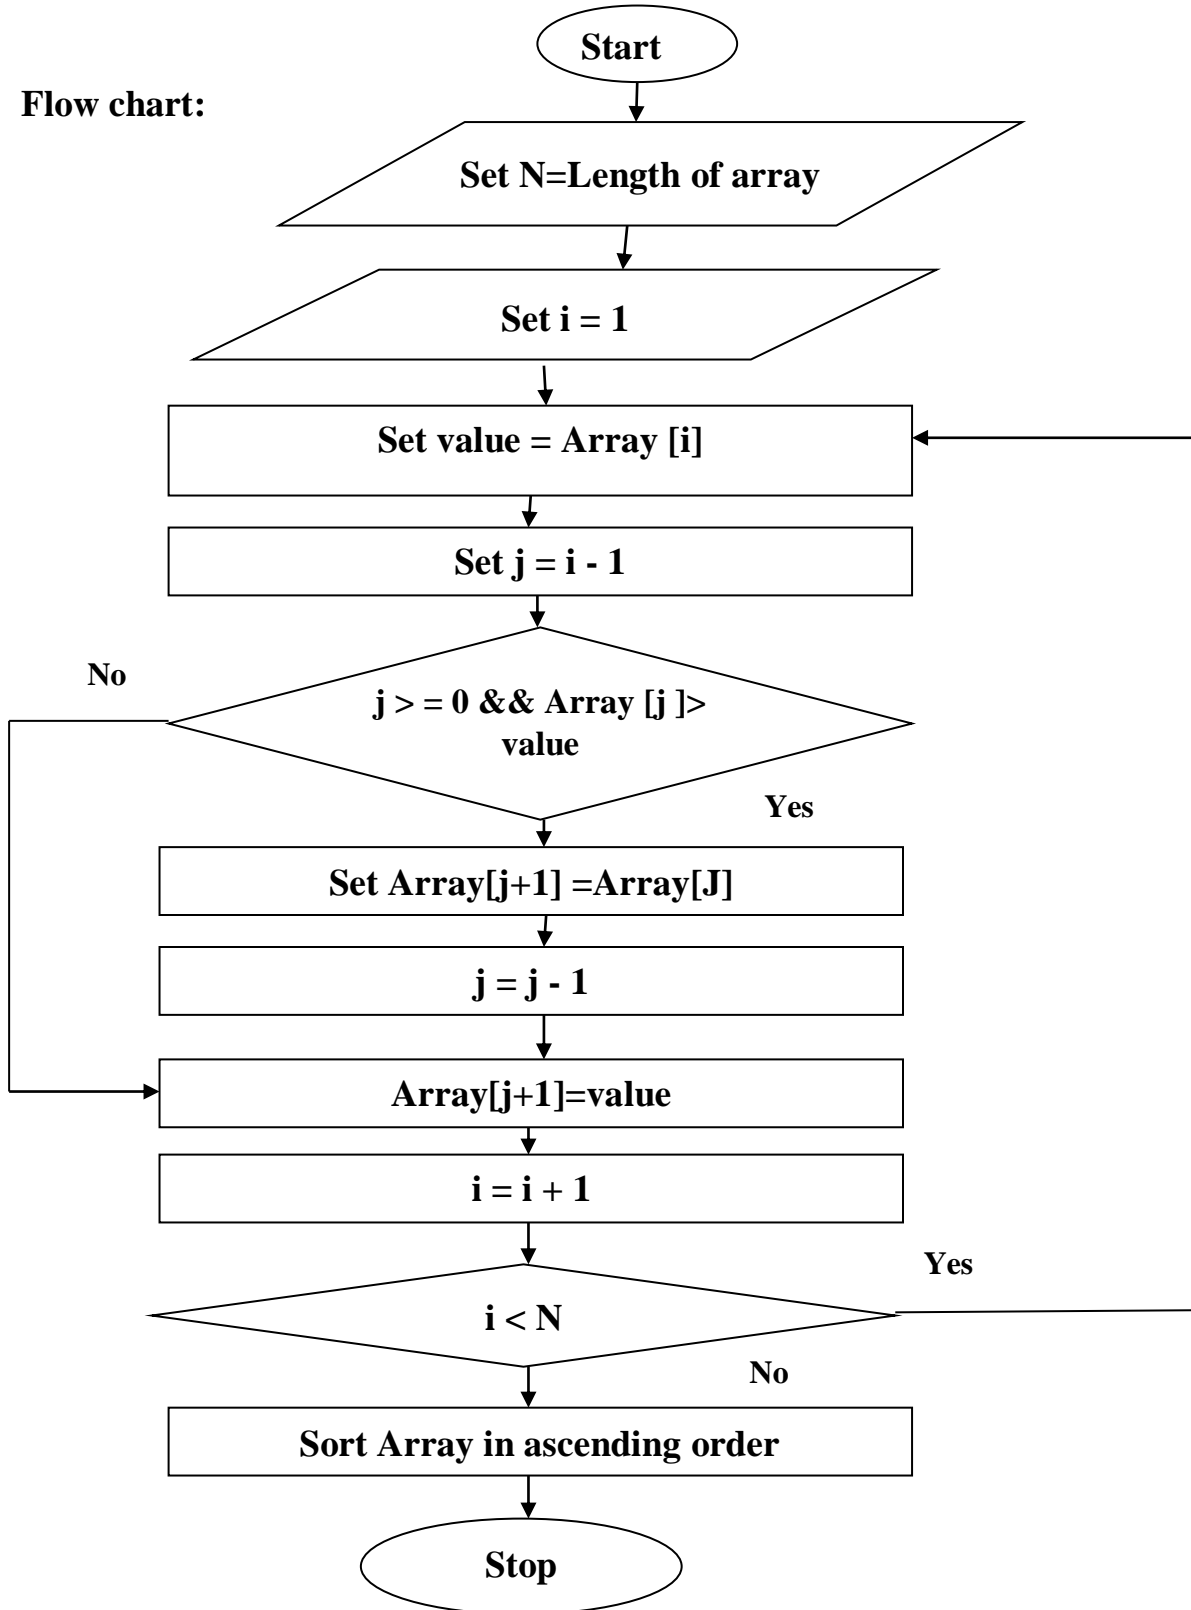 Start
Flow chart:
Set N=Length of array
Set i = 1
Set value = Array [i]
Set j = i - 1
No
j > = 0 && Array [j ]>
value
Yes
Set Array[j+1] =Array[J]
j = j - 1
Array[j+1]=value
i = i + 1
Yes
i < N
No
Sort Array in ascending order
Stop